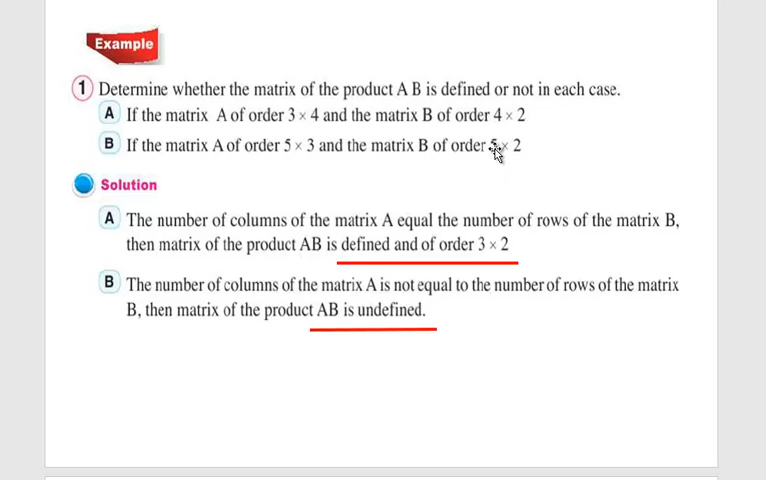 Example
1 Determine whether the matrix of the product A B is defined or not in each case.
A If the matrix A of order 3 × 4 and the matrix B of order 4 × 2
B If the matrix A of order 5 × 3 and the matrix B of order 5 × 2
Solution
A The number of columns of the matrix A equal the number of rows of the matrix B,
then matrix of the product AB is defined and of order 3 × 2
B The number of columns of the matrix A is not equal to the number of rows of the matrix
B, then matrix of the product AB is undefined.